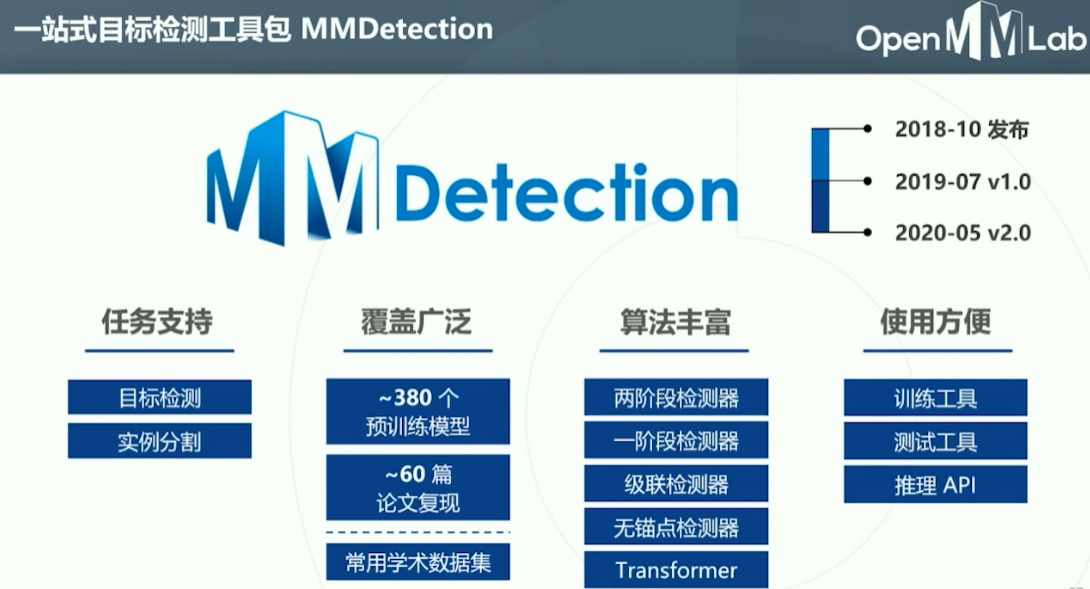 一站式目标检测工具包 MMDetection
OpenMMLab
MMDetection
2018-10 发布
2019-07 v1.0
2020-05 v2.0
任务支持
目标检测
实例分割
覆盖广泛
~380 个
预训练模型
~60 篇
论文复现
常用学术数据集
算法丰富
两阶段检测器
一阶段检测器
级联检测器
无锚点检测器
Transformer
使用方便
训练工具
测试工具
推理 API